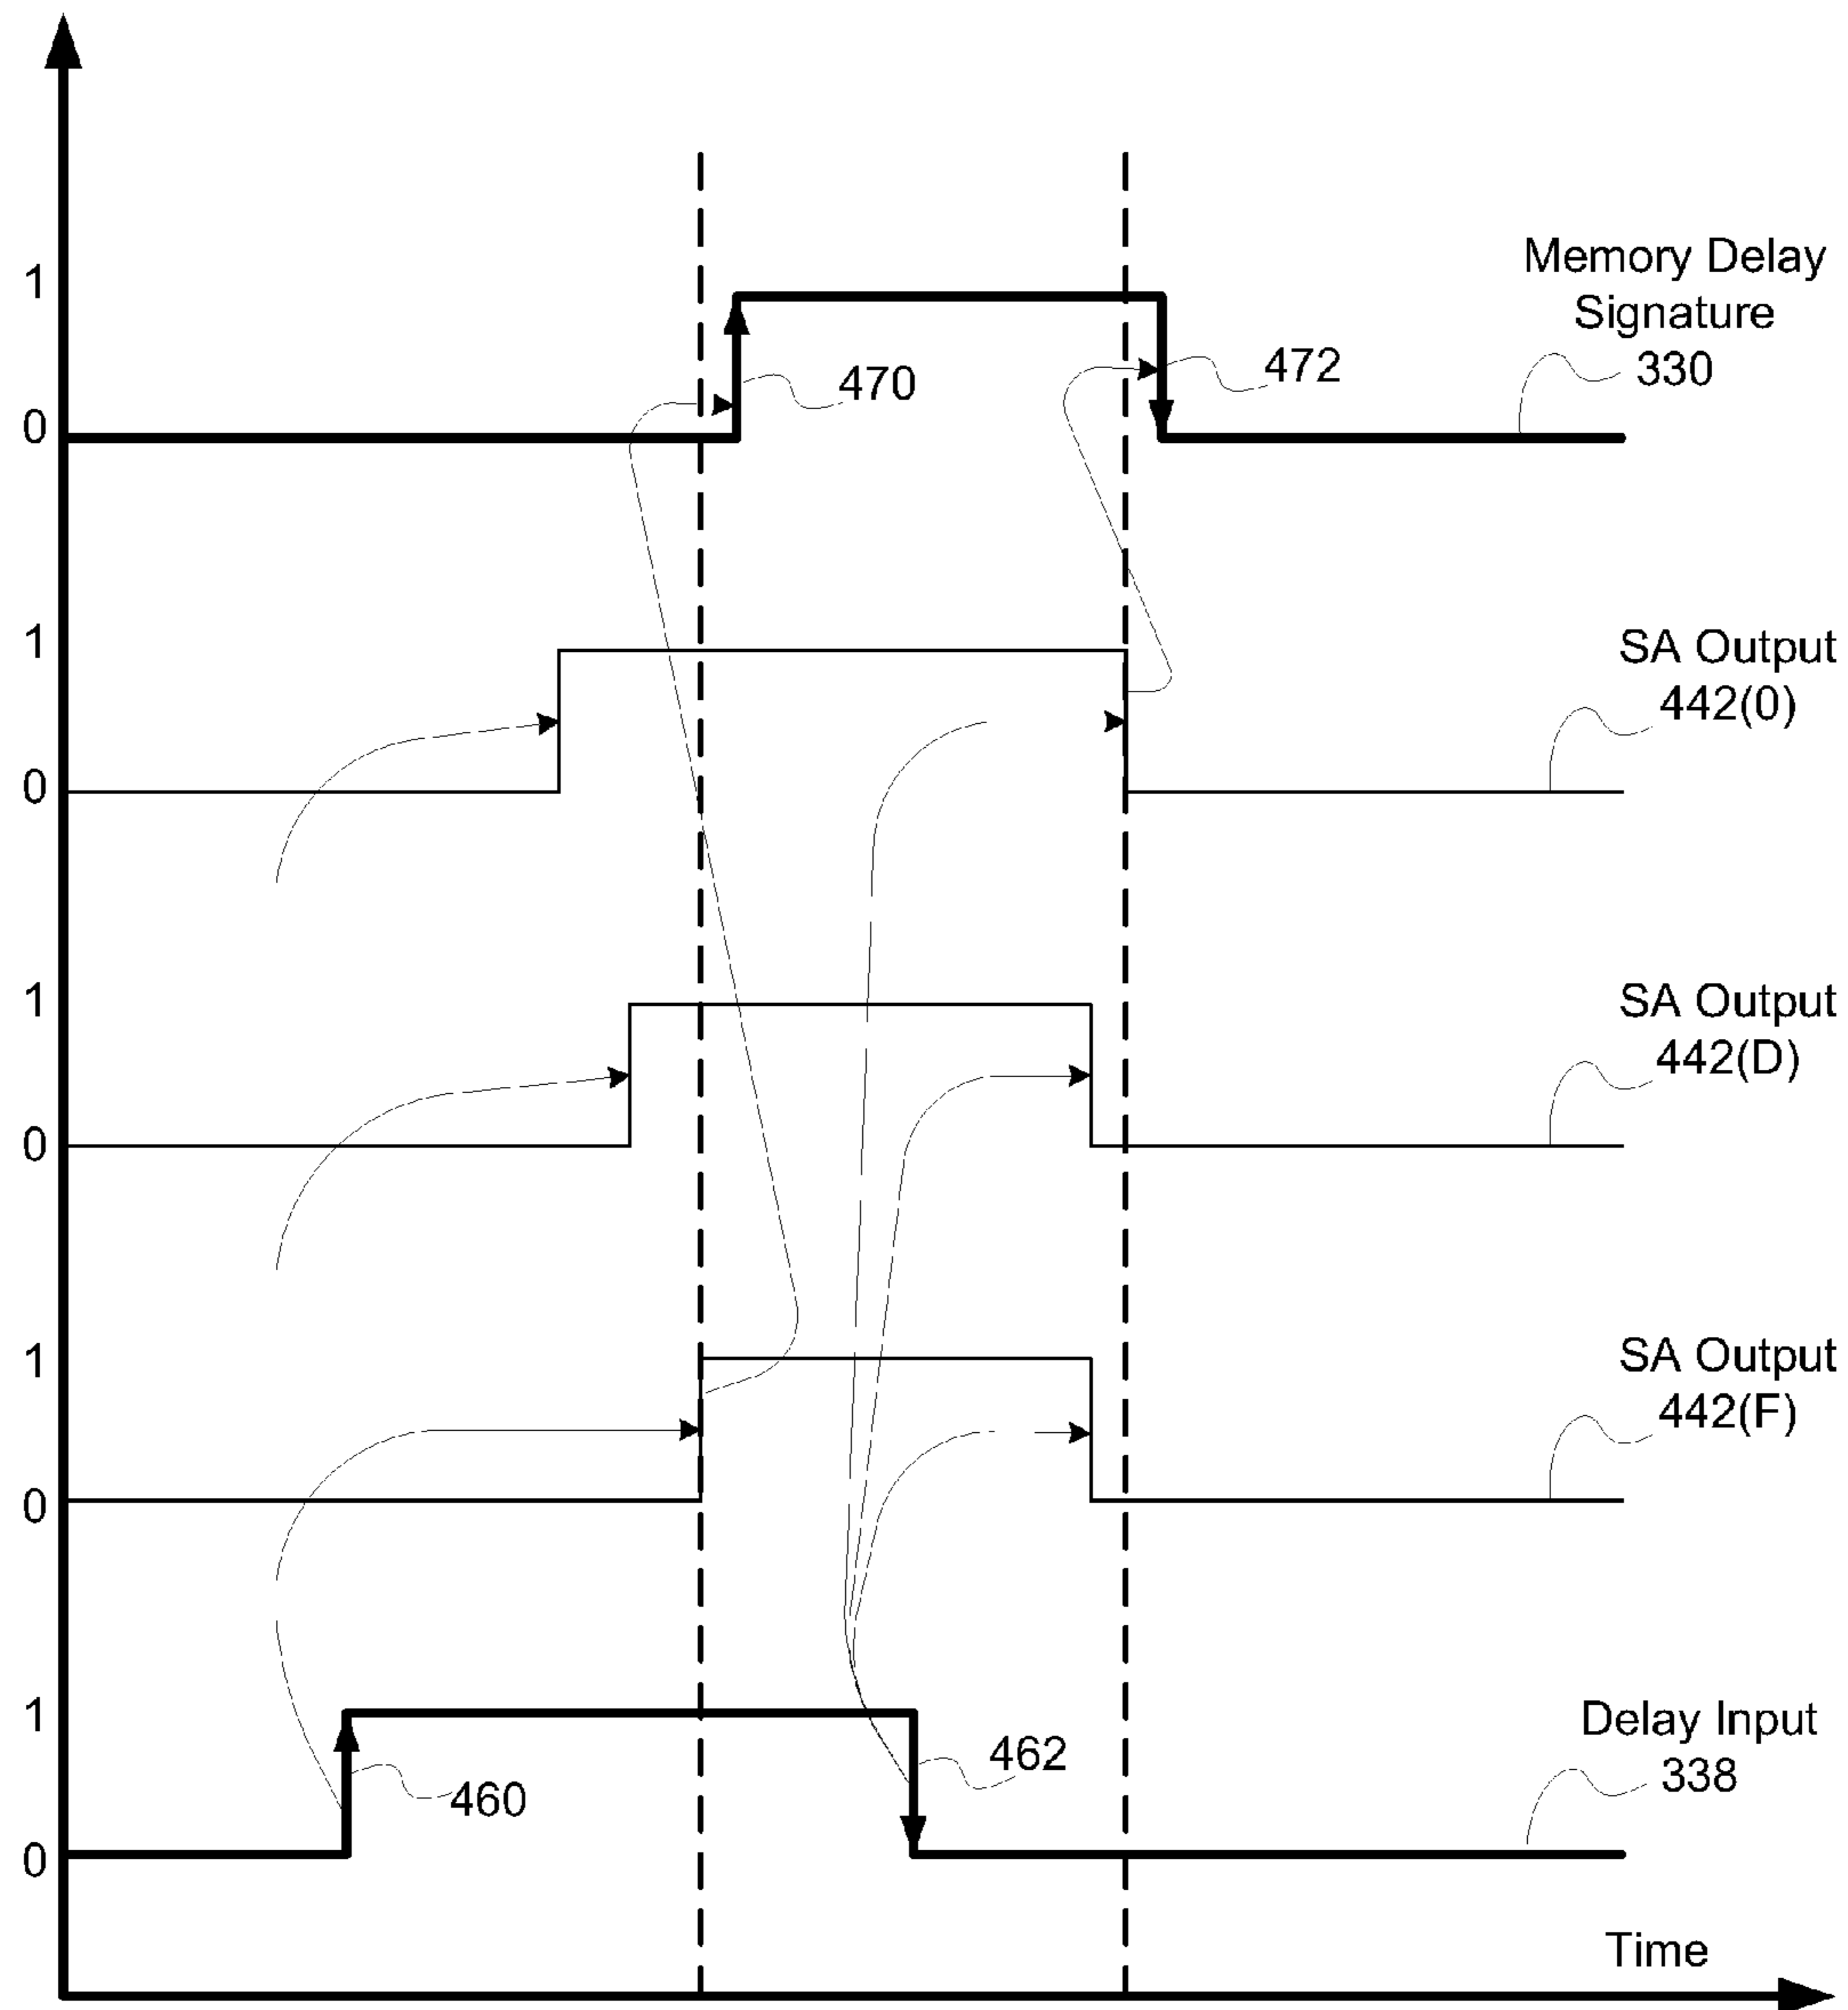 Memory Delay
1
Signature
330
472
470
0
SA Output
1
442(0)
0
SA Output
1
442(D)
0
SA Output
1
442(F)
0
Delay Input
1
338
462
460
0
Time